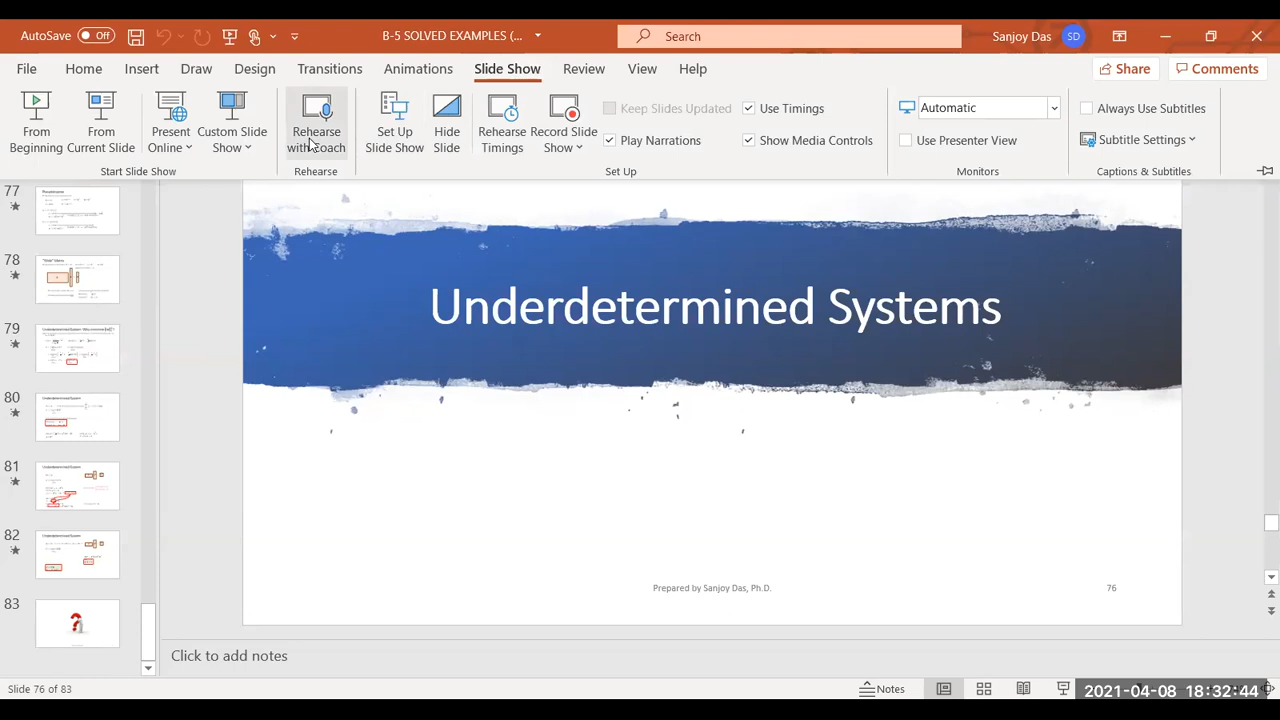 AutoSave Off
B-5 SOLVED EXAMPLES (...
Search
Sanjoy Das SD
File Home Insert Draw Design Transitions Animations Slide Show Review View Help
Share Comments
From Beginning
From Current Slide
Present Online
Custom Slide Show
Start Slide Show
Rehearse with Coach
Rehearse
Set Up Slide Show
Hide Slide
Rehearse Timings
Record Slide Show
Keep Slides Updated
Play Narrations
Use Timings
Show Media Controls
Set Up
Automatic
Use Presenter View
Monitors
Always Use Subtitles
Subtitle Settings
Captions & Subtitles
77
78
79
80
81
82
83
Underdetermined Systems
Prepared by Sanjoy Das, Ph.D.
76
Click to add notes
Slide 76 of 83
Notes
2021-04-08 18:32:44